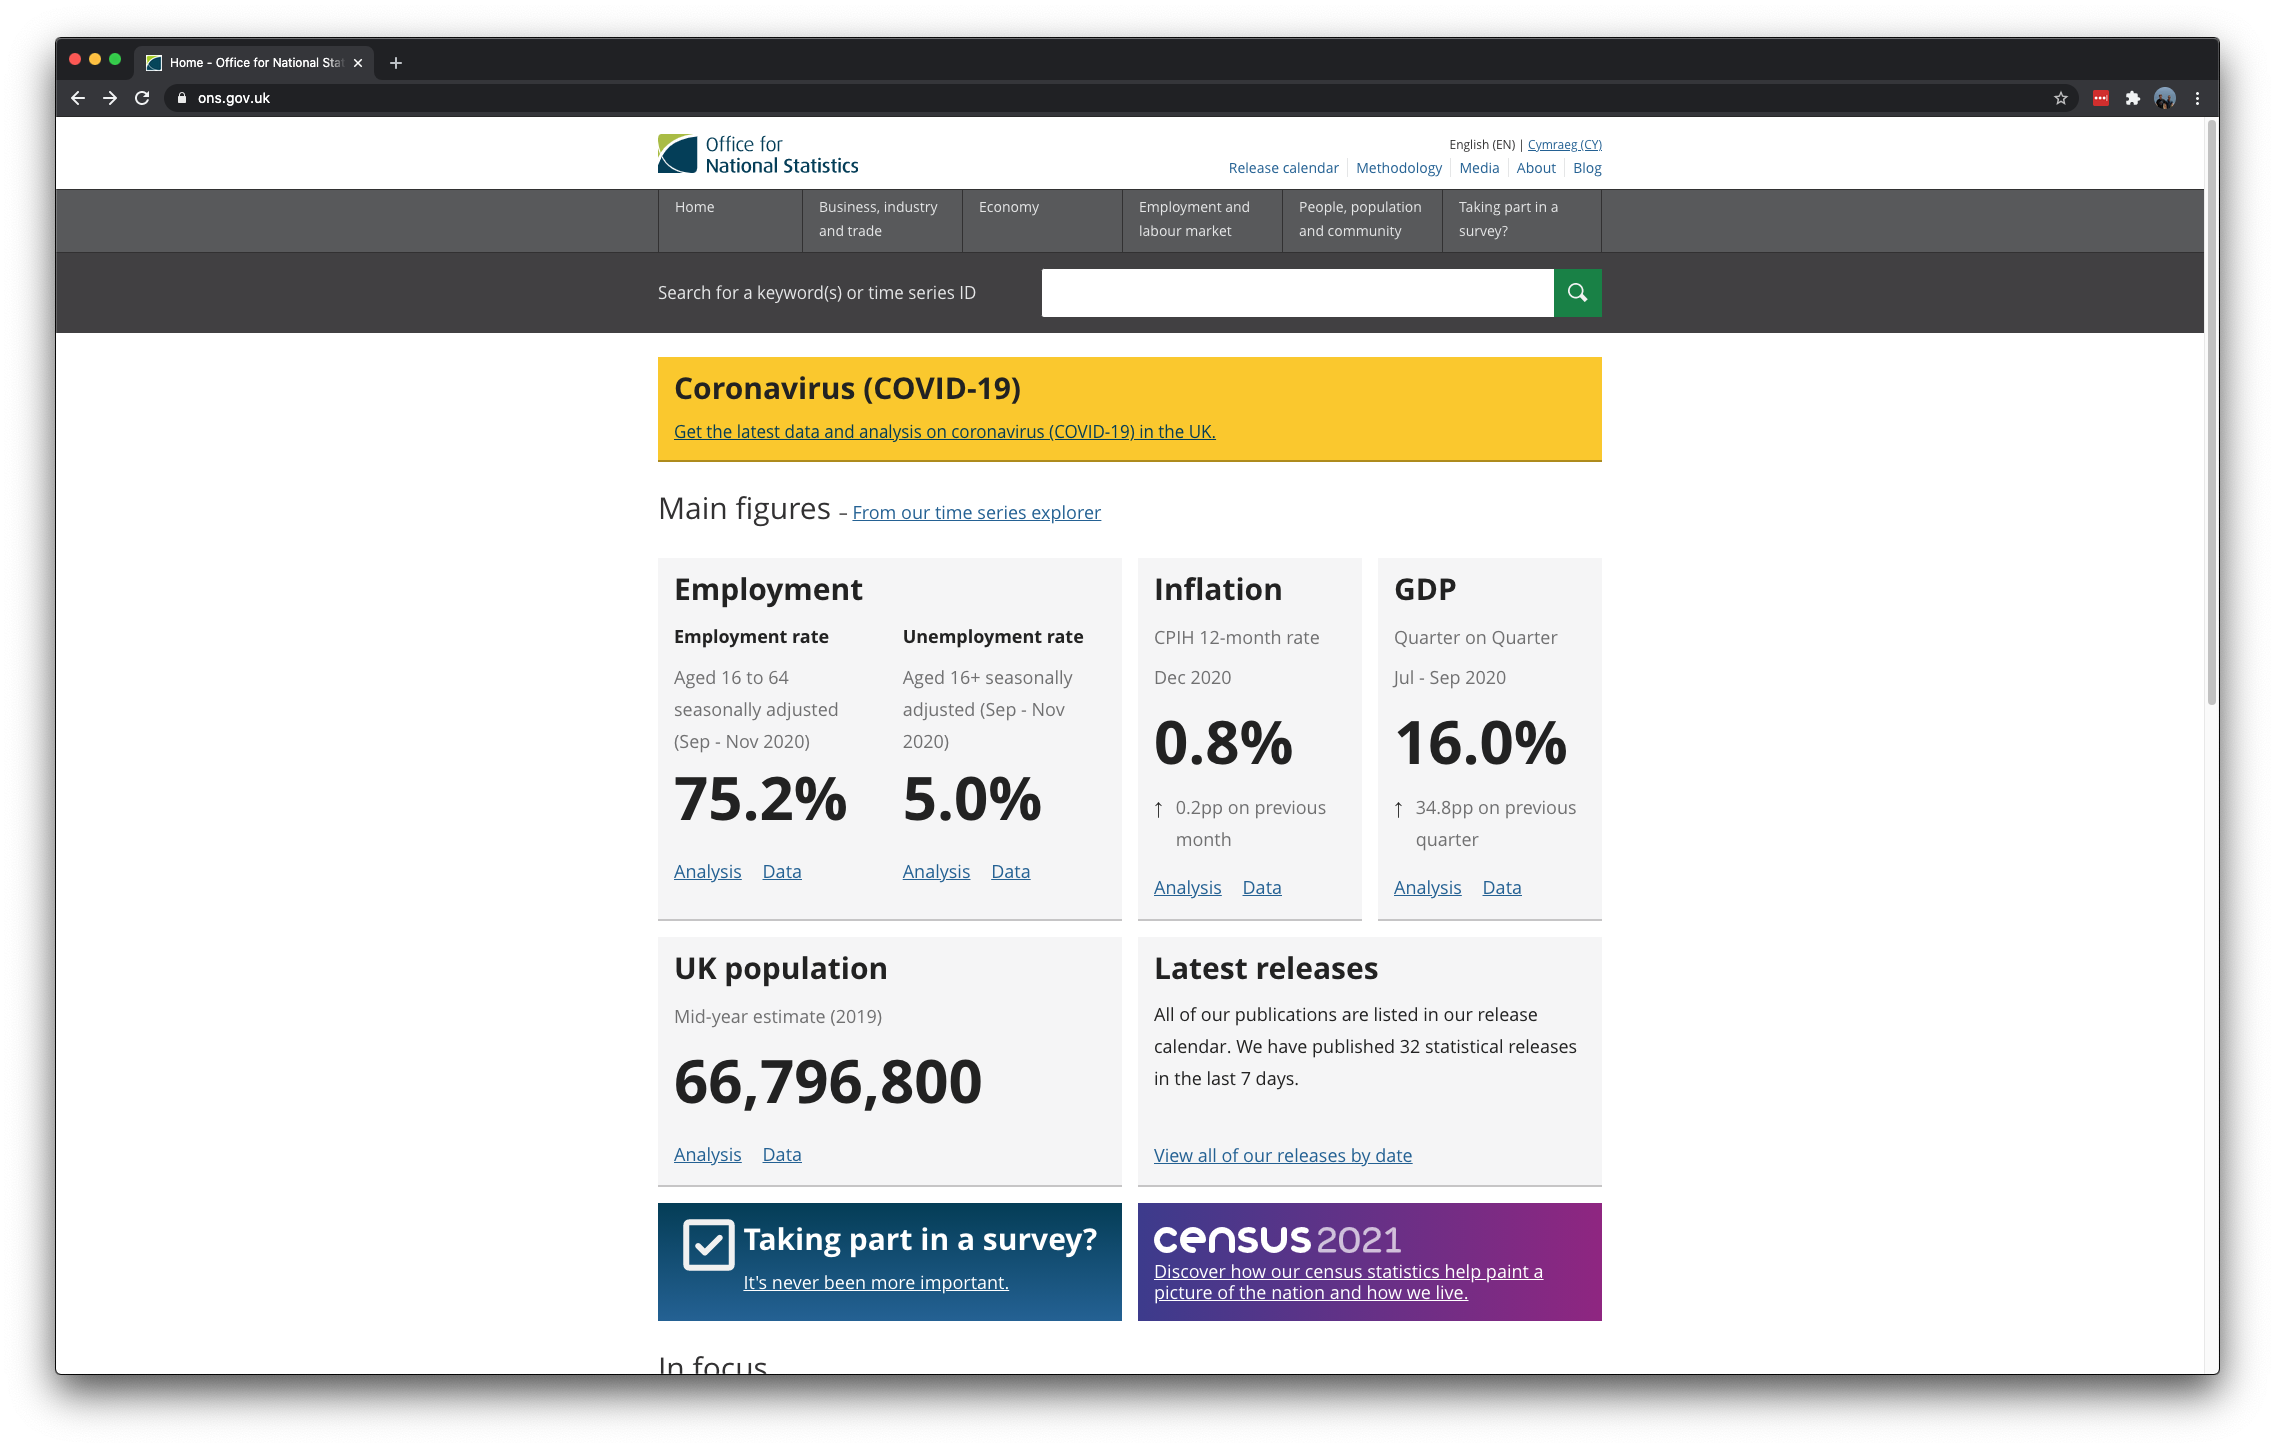 Home - Office for National Stat
ons.gov.uk
Office for
National Statistics
English (EN) | Cymraeg (CY)
Release calendar
Methodology
Media
About
Blog
Home
Business, industry
and trade
Economy
Employment and
labour market
People, population
and community
Taking part in a
survey?
Search for a keyword(s) or time series ID
Coronavirus (COVID-19)
Get the latest data and analysis on coronavirus (COVID-19) in the UK.
Main figures – From our time series explorer
Employment
Employment rate
Aged 16 to 64
seasonally adjusted
(Sep - Nov 2020)
75.2%
Analysis Data
Unemployment rate
Aged 16+ seasonally
adjusted (Sep - Nov
2020)
5.0%
Analysis Data
Inflation
CPIH 12-month rate
Dec 2020
0.8%
↑ 0.2pp on previous
month
Analysis Data
GDP
Quarter on Quarter
Jul - Sep 2020
16.0%
↑ 34.8pp on previous
quarter
Analysis Data
UK population
Mid-year estimate (2019)
66,796,800
Analysis Data
Latest releases
All of our publications are listed in our release
calendar. We have published 32 statistical releases
in the last 7 days.
View all of our releases by date
Taking part in a survey?
It's never been more important.
census 2021
Discover how our census statistics help paint a
picture of the nation and how we live.
In focus